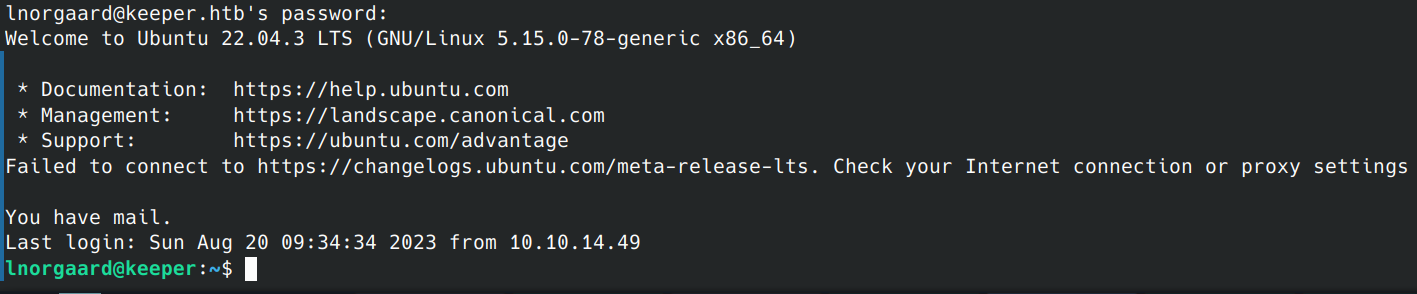 lnorgaard@keeper.htb's password:
Welcome to Ubuntu 22.04.3 LTS (GNU/Linux 5.15.0-78-generic x86_64)
* Documentation:  https://help.ubuntu.com
* Management:     https://landscape.canonical.com
* Support:        https://ubuntu.com/advantage
Failed to connect to https://changelogs.ubuntu.com/meta-release-lts. Check your Internet connection or proxy settings
You have mail.
Last login: Sun Aug 20 09:34:34 2023 from 10.10.14.49
lnorgaard@keeper:~$